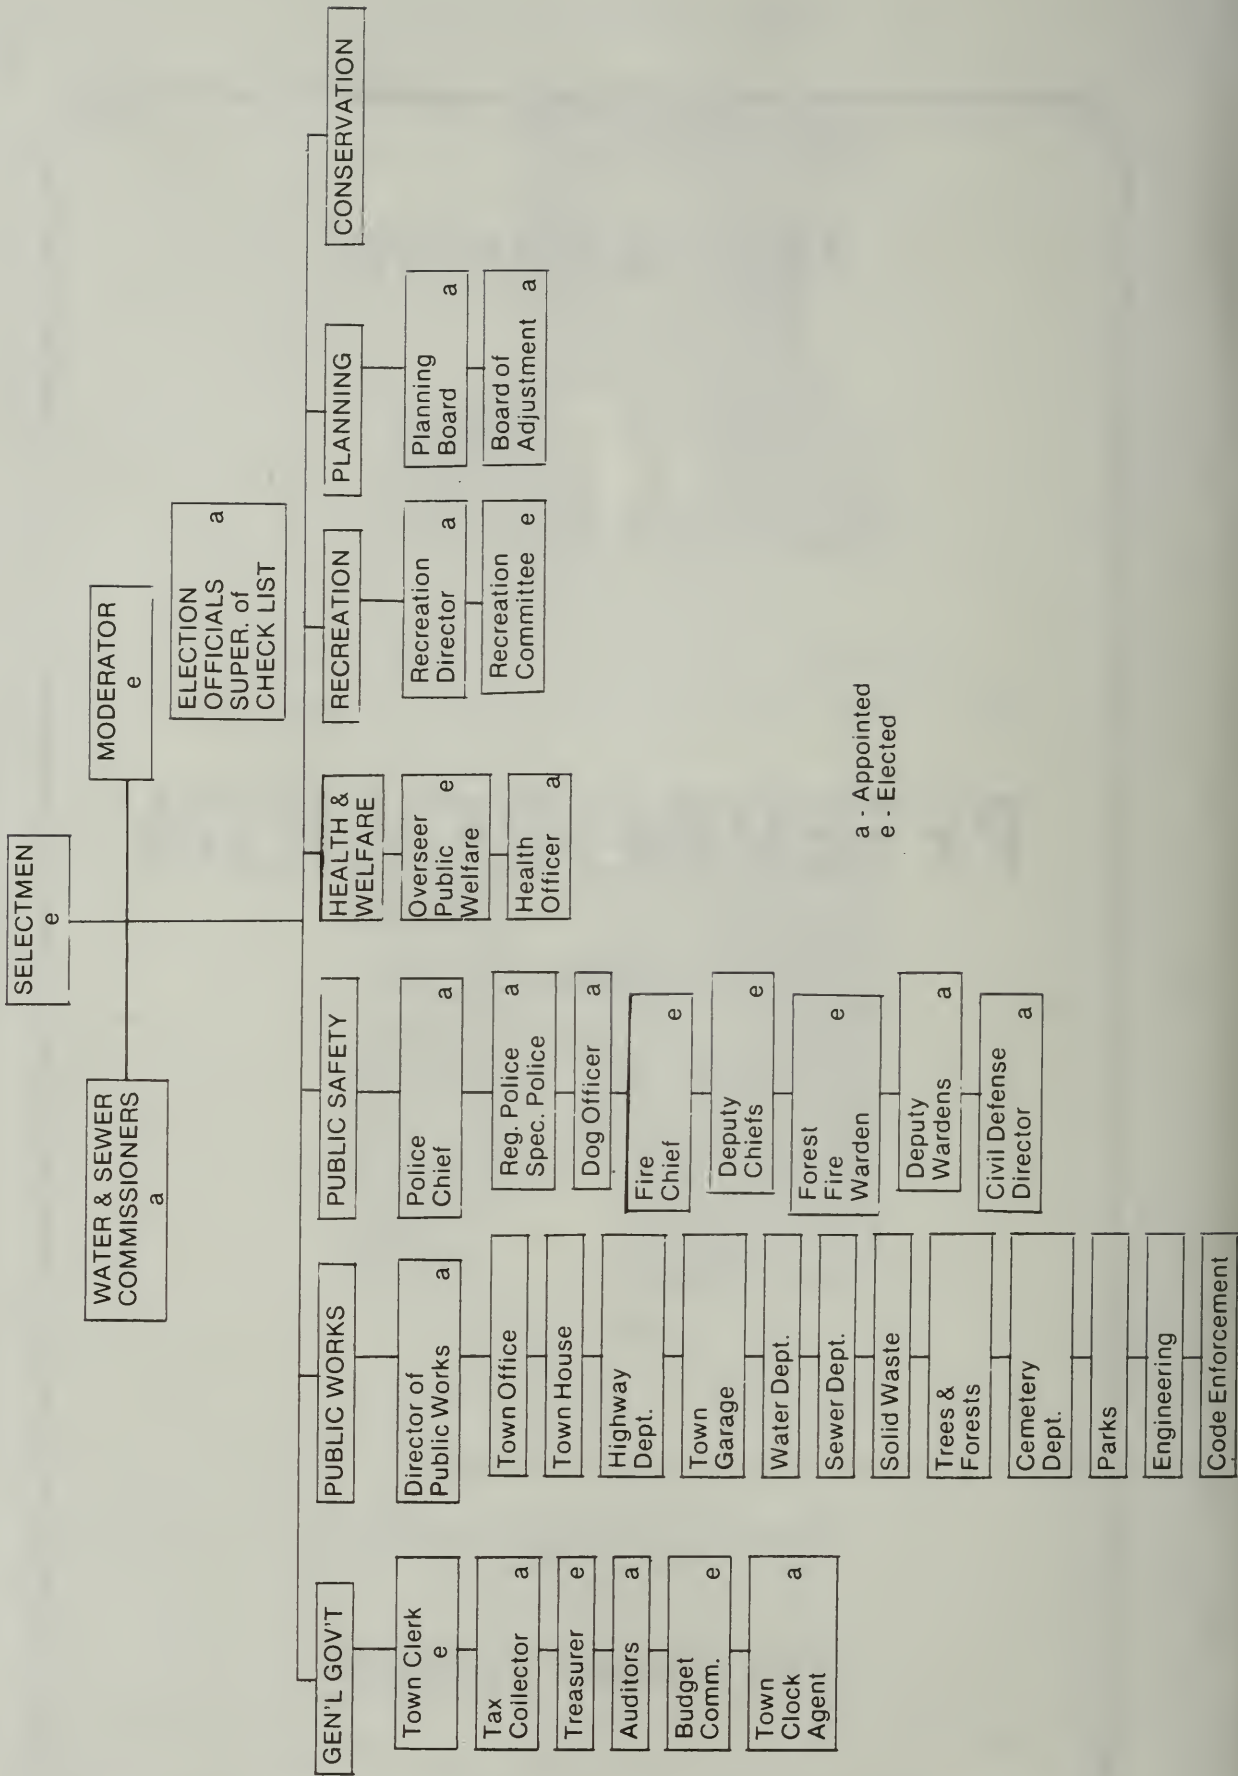 SELECTMEN
e
WATER & SEWER
COMMISSIONERS
a
MODERATOR
e
ELECTION
OFFICIALS a
SUPER. of
CHECK LIST
GEN'L GOV'T
Town Clerk
e
Tax
Collector a
Treasurer e
Auditors a
Budget
Comm. e
Town
Clock a
Agent
PUBLIC WORKS
Director of
Public Works a
Town Office
Town House
Highway
Dept.
Town
Garage
Water Dept.
Sewer Dept.
Solid Waste
Trees &
Forests
Cemetery
Dept.
Parks
Engineering
Code Enforcement
PUBLIC SAFETY
Police
Chief a
Reg. Police a
Spec. Police
Dog Officer a
Fire
Chief e
Deputy
Chiefs e
Forest
Fire e
Warden
Deputy
Wardens a
Civil Defense
Director a
HEALTH &
WELFARE
Overseer
Public e
Welfare
Health
Officer a
RECREATION
Recreation
Director a
Recreation
Committee e
PLANNING
Planning
Board a
Board of
Adjustment a
CONSERVATION
a - Appointed
e - Elected